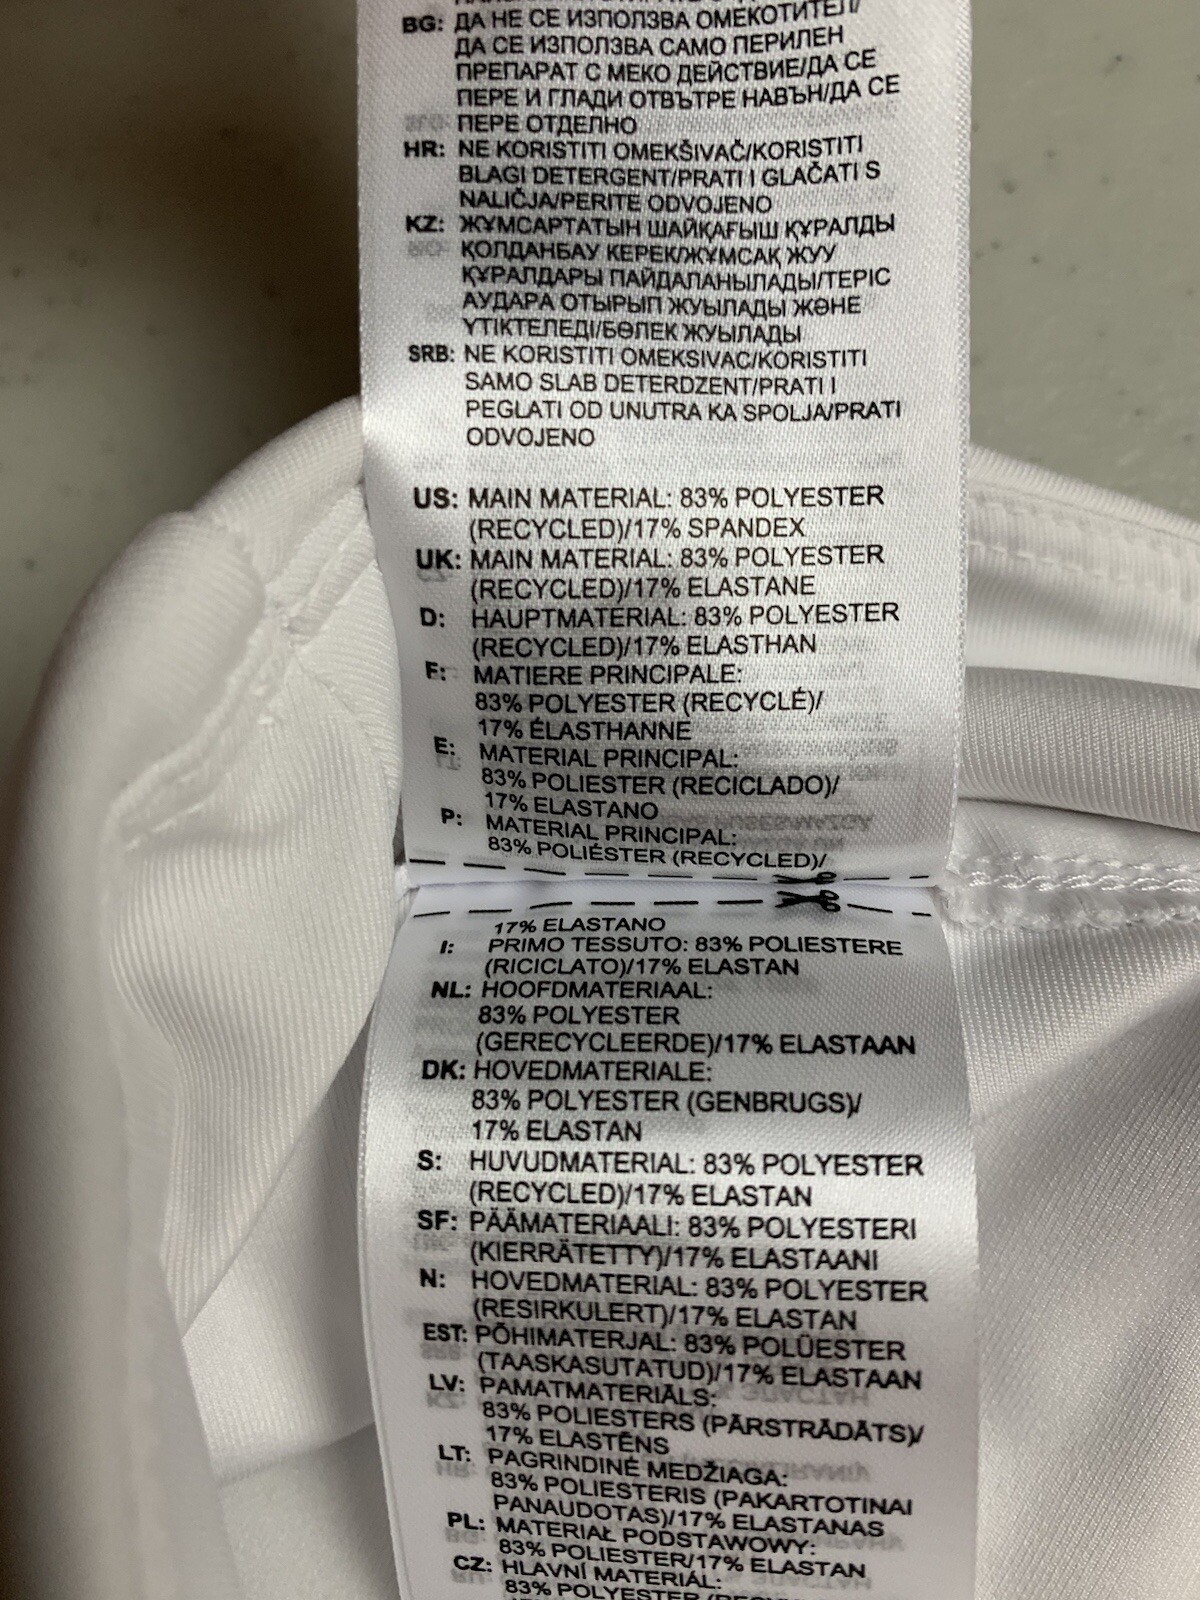 BG: ДА НЕ СЕ ИЗПОЛЗВА ОМЕКОТИТЕЛ/
ДА СЕ ИЗПОЛЗВА САМО ПЕРИЛЕН
ПРЕПАРАТ С МЕКО ДЕЙСТВИЕ/ДА СЕ
ПЕРЕ И ГЛАДИ ОТВЪТРЕ НАВЪН/ДА СЕ
ПЕРЕ ОТДЕЛНО
HR: NE KORISTITI OMEKŠIVAČ/KORISTITI
BLAGI DETERGENT/PRATI I GLAČATI S
NALIČJA/PERITE ODVOJENO
KZ: ЖҰМСАРТАТЫН ШАЙҚАҒЫШ ҚҰРАЛДЫ
ҚОЛДАНБАУ КЕРЕК/ЖҰМСАҚ ЖУУ
ҚҰРАЛДАРЫ ПАЙДАЛАНЫЛАДЫ/ТЕРІС
АУДАРА ОТЫРЫП ЖУЫЛАДЫ ЖӘНЕ
ҮТІКТЕЛЕДІ/БӨЛЕК ЖУЫЛАДЫ
SRB: NE KORISTITI OMEKSIVAC/KORISTITI
SAMO SLAB DETERDZENT/PRATI I
PEGLATI OD UNUTRA KA SPOLJA/PRATI
ODVOJENO
US: MAIN MATERIAL: 83% POLYESTER
(RECYCLED)/17% SPANDEX
UK: MAIN MATERIAL: 83% POLYESTER
(RECYCLED)/17% ELASTANE
D: HAUPTMATERIAL: 83% POLYESTER
(RECYCLED)/17% ELASTHAN
F: MATIERE PRINCIPALE:
83% POLYESTER (RECYCLÉ)/
17% ÉLASTHANNE
E: MATERIAL PRINCIPAL:
83% POLIESTER (RECICLADO)/
17% ELASTANO
P: MATERIAL PRINCIPAL:
83% POLIÉSTER (RECYCLED)/
17% ELASTANO
I: PRIMO TESSUTO: 83% POLIESTERE
(RICICLATO)/17% ELASTAN
NL: HOOFDMATERIAAL:
83% POLYESTER
(GERECYCLEERDE)/17% ELASTAAN
DK: HOVEDMATERIALE:
83% POLYESTER (GENBRUGS)/
17% ELASTAN
S: HUVUDMATERIAL: 83% POLYESTER
(RECYCLED)/17% ELASTAN
SF: PÄÄMATERIAALI: 83% POLYESTERI
(KIERRÄTETTY)/17% ELASTAANI
N: HOVEDMATERIAL: 83% POLYESTER
(RESIRKULERT)/17% ELASTAN
EST: PÕHIMATERJAL: 83% POLÜESTER
(TAASKASUTATUD)/17% ELASTAAN
LV: PAMATMATERIĀLS:
83% POLIESTERS (PĀRSTRĀDĀTS)/
17% ELASTĒNS
LT: PAGRINDINĖ MEDŽIAGA:
83% POLIESTERIS (PAKARTOTINAI
PANAUDOTAS)/17% ELASTANAS
PL: MATERIAŁ PODSTAWOWY:
83% POLIESTER/17% ELASTAN
CZ: HLAVNÍ MATERIÁL:
83% POLYESTER